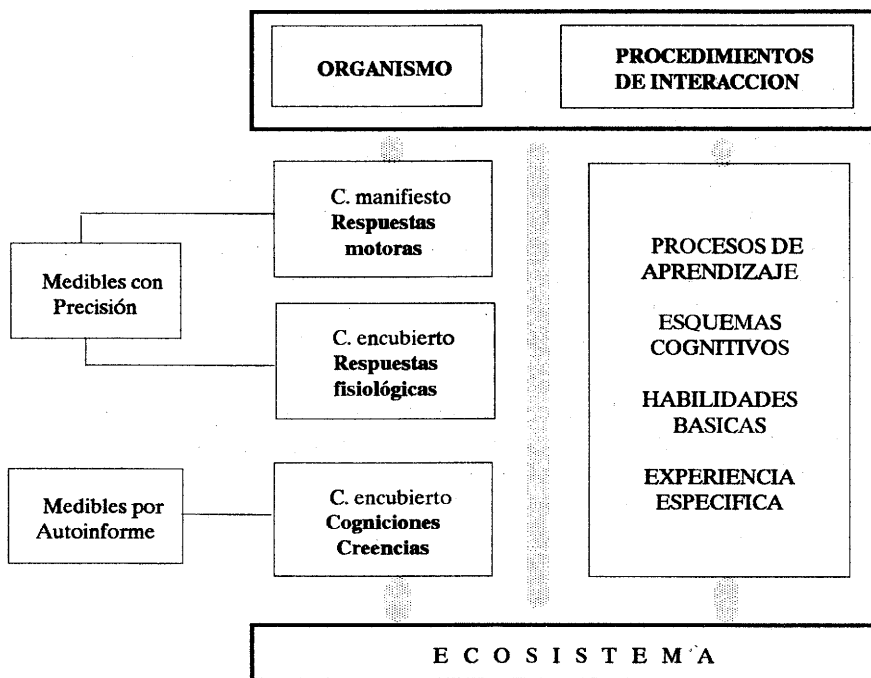 ORGANISMO
PROCEDIMIENTOS
DE INTERACCION
C. manifiesto
Respuestas
motoras
Medibles con
Precisión
C. encubierto
Respuestas
fisiológicas
Medibles por
Autoinforme
C. encubierto
Cogniciones
Creencias
PROCESOS DE
APRENDIZAJE
ESQUEMAS
COGNITIVOS
HABILIDADES
BASICAS
EXPERIENCIA
ESPECIFICA
E C O S I S T E M A